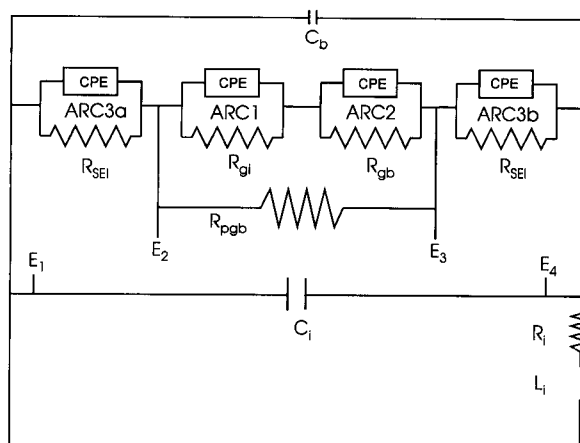 C_b
CPE CPE CPE CPE
ARC3a ARC1 ARC2 ARC3b
R_SEI R_gi R_gb R_SEI
R_pgb
E_2 E_3
E_1 E_4
C_i
R_i
L_i